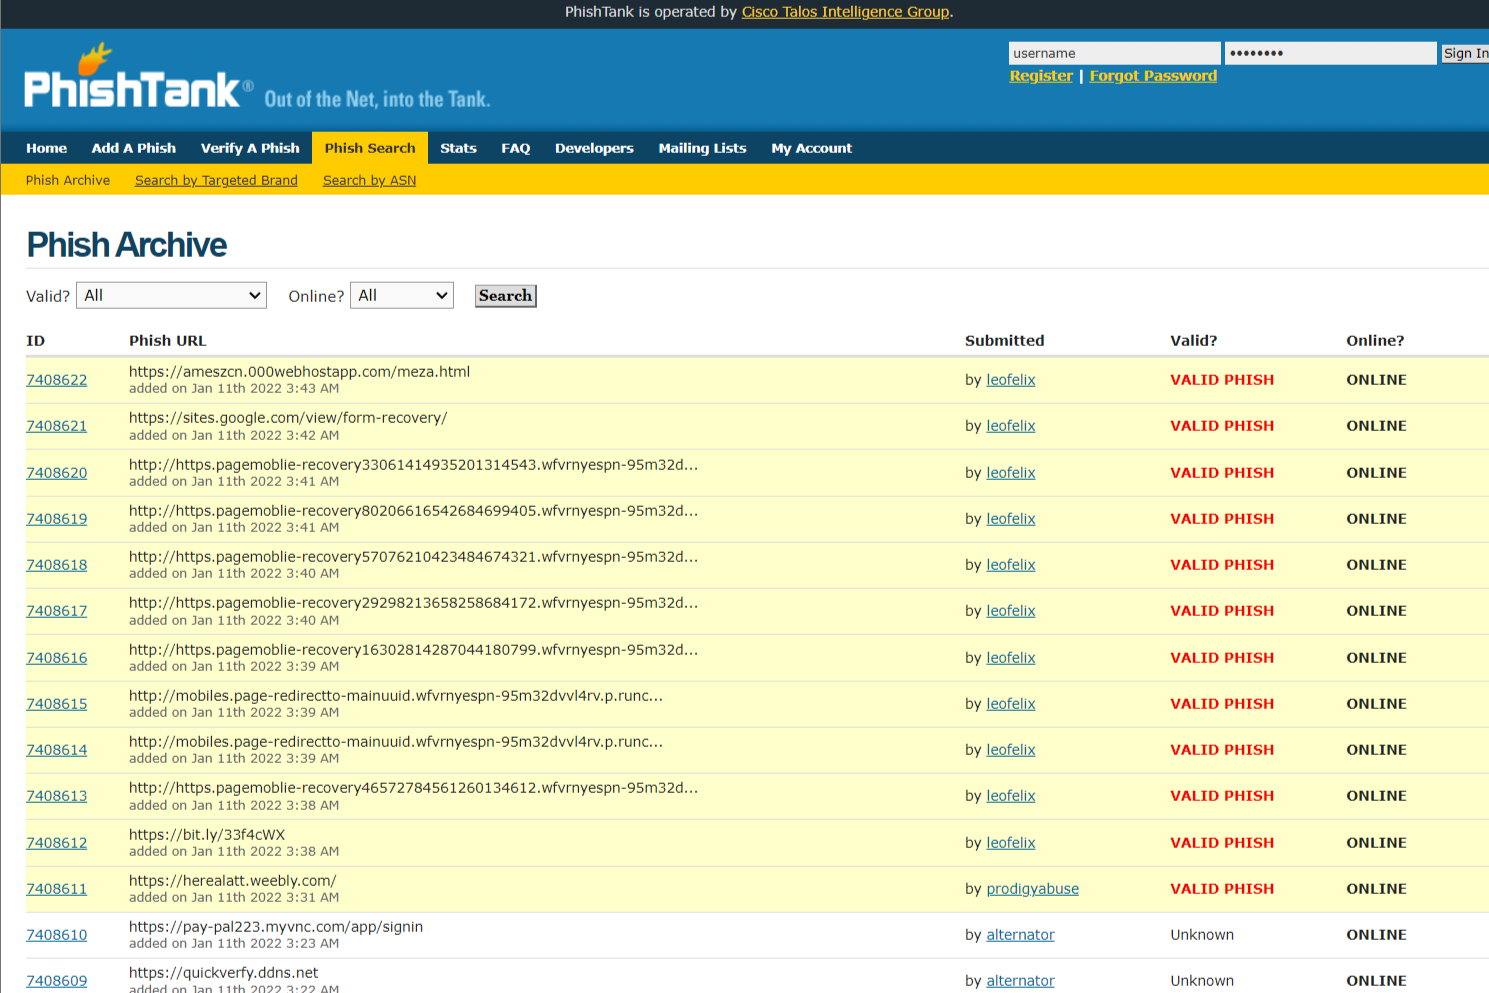 PhishTank is operated by Cisco Talos Intelligence Group.
username •••••••• Sign In
Register | Forgot Password
PhishTank® Out of the Net, into the Tank.
Home Add A Phish Verify A Phish Phish Search Stats FAQ Developers Mailing Lists My Account
Phish Archive Search by Targeted Brand Search by ASN
Phish Archive
Valid? All Online? All Search
ID Phish URL Submitted Valid? Online?
7408622 https://ameszcn.000webhostapp.com/meza.html by leofelix VALID PHISH ONLINE
added on Jan 11th 2022 3:43 AM
7408621 https://sites.google.com/view/form-recovery/ by leofelix VALID PHISH ONLINE
added on Jan 11th 2022 3:42 AM
7408620 http://https.pagemoblie-recovery33061414935201314543.wfvrnyespn-95m32d... by leofelix VALID PHISH ONLINE
added on Jan 11th 2022 3:41 AM
7408619 http://https.pagemoblie-recovery80206616542684699405.wfvrnyespn-95m32d... by leofelix VALID PHISH ONLINE
added on Jan 11th 2022 3:41 AM
7408618 http://https.pagemoblie-recovery57076210423484674321.wfvrnyespn-95m32d... by leofelix VALID PHISH ONLINE
added on Jan 11th 2022 3:40 AM
7408617 http://https.pagemoblie-recovery29298213658258684172.wfvrnyespn-95m32d... by leofelix VALID PHISH ONLINE
added on Jan 11th 2022 3:40 AM
7408616 http://https.pagemoblie-recovery16302814287044180799.wfvrnyespn-95m32d... by leofelix VALID PHISH ONLINE
added on Jan 11th 2022 3:39 AM
7408615 http://mobiles.page-redirectto-mainuuid.wfvrnyespn-95m32dvvl4rv.p.runc... by leofelix VALID PHISH ONLINE
added on Jan 11th 2022 3:39 AM
7408614 http://mobiles.page-redirectto-mainuuid.wfvrnyespn-95m32dvvl4rv.p.runc... by leofelix VALID PHISH ONLINE
added on Jan 11th 2022 3:39 AM
7408613 http://https.pagemoblie-recovery46572784561260134612.wfvrnyespn-95m32d... by leofelix VALID PHISH ONLINE
added on Jan 11th 2022 3:38 AM
7408612 https://bit.ly/33f4cWX by leofelix VALID PHISH ONLINE
added on Jan 11th 2022 3:38 AM
7408611 https://herealatt.weebly.com/ by prodigyabuse VALID PHISH ONLINE
added on Jan 11th 2022 3:31 AM
7408610 https://pay-pal223.myvnc.com/app/signin by alternator Unknown ONLINE
added on Jan 11th 2022 3:23 AM
7408609 https://quickverfy.ddns.net by alternator Unknown ONLINE
added on Jan 11th 2022 3:22 AM